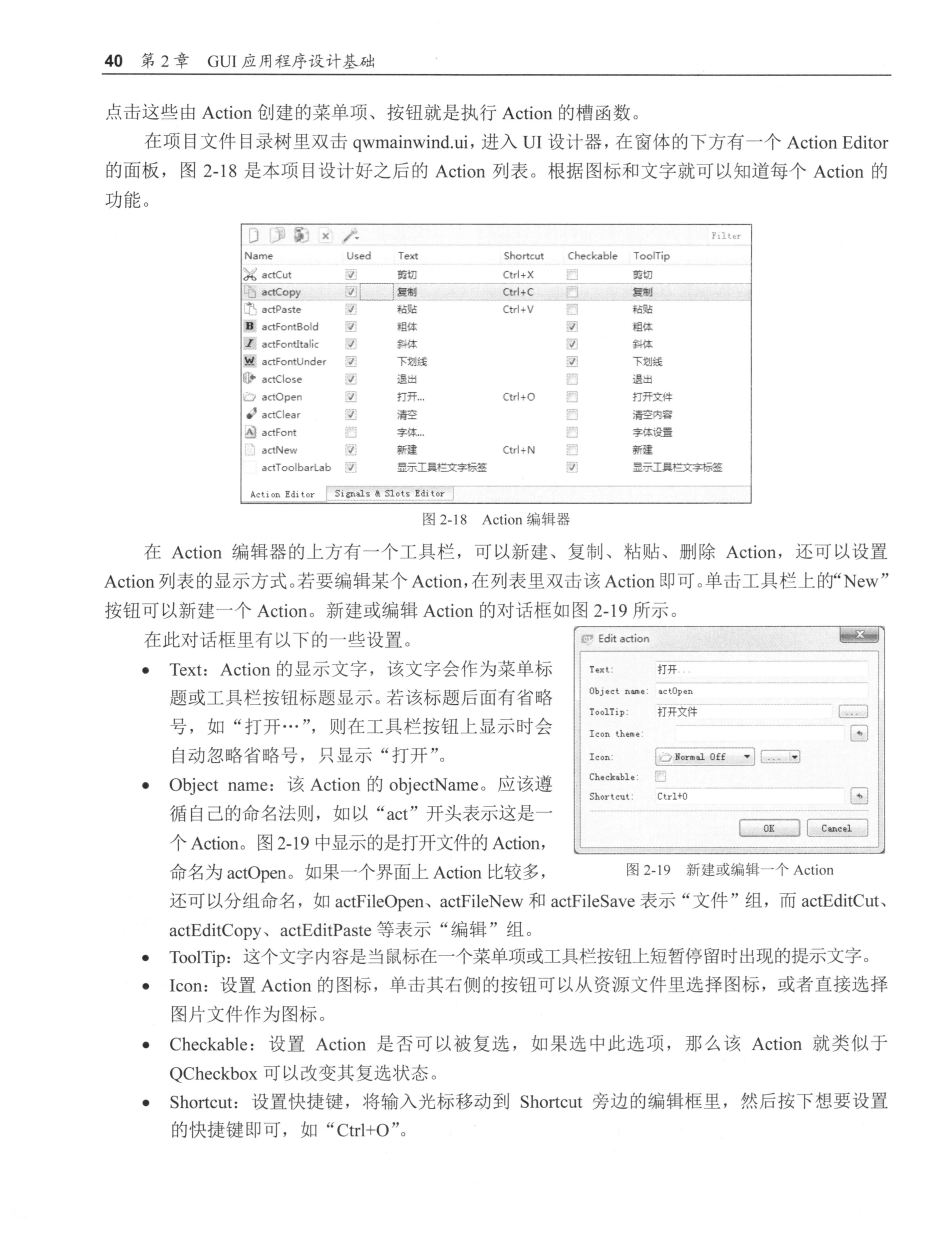 40 第 2 章 GUI 应用程序设计基础
点击这些由 Action 创建的菜单项、按钮就是执行 Action 的槽函数。
在项目文件目录树里双击 qwmainwind.ui，进入 UI 设计器，在窗体的下方有一个 Action Editor
的面板，图 2-18 是本项目设计好之后的 Action 列表。根据图标和文字就可以知道每个 Action 的
功能。
Filter
Name Used Text Shortcut Checkable ToolTip
actCut 剪切 Ctrl+X 剪切
actCopy 复制 Ctrl+C 复制
actPaste 粘贴 Ctrl+V 粘贴
B actFontBold 粗体 粗体
I actFontItalic 斜体 斜体
W actFontUnder 下划线 下划线
actClose 退出 退出
actOpen 打开... Ctrl+O 打开文件
actClear 清空 清空内容
A actFont 字体... 字体设置
actNew 新建 Ctrl+N 新建
actToolbarLab 显示工具栏文字标签 显示工具栏文字标签
Action Editor Signals & Slots Editor
图 2-18 Action 编辑器
在 Action 编辑器的上方有一个工具栏，可以新建、复制、粘贴、删除 Action，还可以设置
Action 列表的显示方式。若要编辑某个 Action，在列表里双击该 Action 即可。单击工具栏上的“New”
按钮可以新建一个 Action。新建或编辑 Action 的对话框如图 2-19 所示。
在此对话框里有以下的一些设置。
● Text：Action 的显示文字，该文字会作为菜单标
题或工具栏按钮标题显示。若该标题后面有省略
号，如“打开…”，则在工具栏按钮上显示时会
自动忽略省略号，只显示“打开”。
● Object name：该 Action 的 objectName。应该遵
循自己的命名法则，如以“act”开头表示这是一
个 Action。图 2-19 中显示的是打开文件的 Action，
命名为 actOpen。如果一个界面上 Action 比较多，
Edit action
Text: 打开...
Object name: actOpen
ToolTip: 打开文件 ...
Icon theme:
Icon: Normal Off ...
Checkable:
Shortcut: Ctrl+O
OK Cancel
图 2-19 新建或编辑一个 Action
还可以分组命名，如 actFileOpen、actFileNew 和 actFileSave 表示“文件”组，而 actEditCut、
actEditCopy、actEditPaste 等表示“编辑”组。
● ToolTip：这个文字内容是当鼠标在一个菜单项或工具栏按钮上短暂停留时出现的提示文字。
● Icon：设置 Action 的图标，单击其右侧的按钮可以从资源文件里选择图标，或者直接选择
图片文件作为图标。
● Checkable：设置 Action 是否可以被复选，如果选中此选项，那么该 Action 就类似于
QCheckbox 可以改变其复选状态。
● Shortcut：设置快捷键，将输入光标移动到 Shortcut 旁边的编辑框里，然后按下想要设置
的快捷键即可，如“Ctrl+O”。